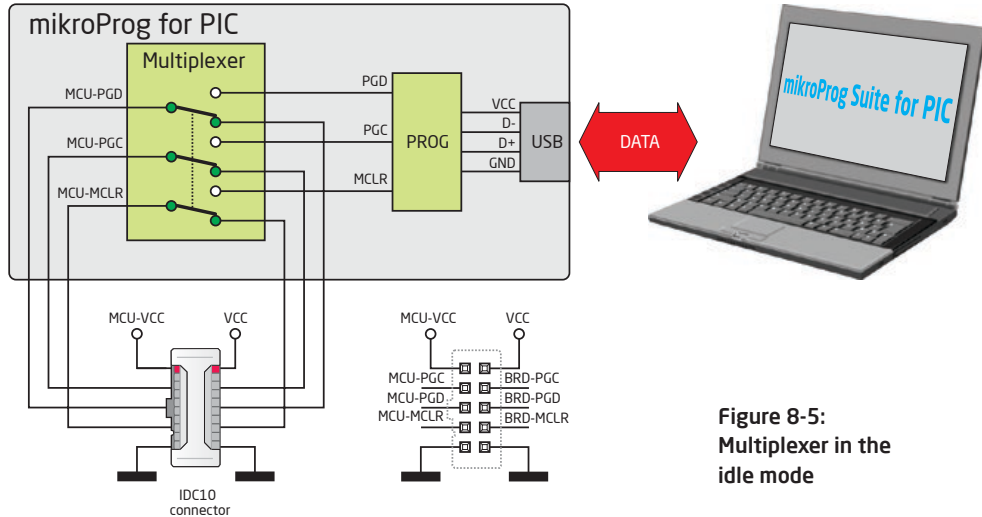 mikroProg for PIC
Multiplexer
MCU-PGD
MCU-PGC
MCU-MCLR
PGD
PGC
MCLR
PROG
VCC
D-
D+
GND
USB
DATA
mikroProg Suite for PIC
MCU-VCC
VCC
IDC10
connector
MCU-VCC
VCC
MCU-PGC
BRD-PGC
MCU-PGD
BRD-PGD
MCU-MCLR
BRD-MCLR
Figure 8-5:
Multiplexer in the
idle mode